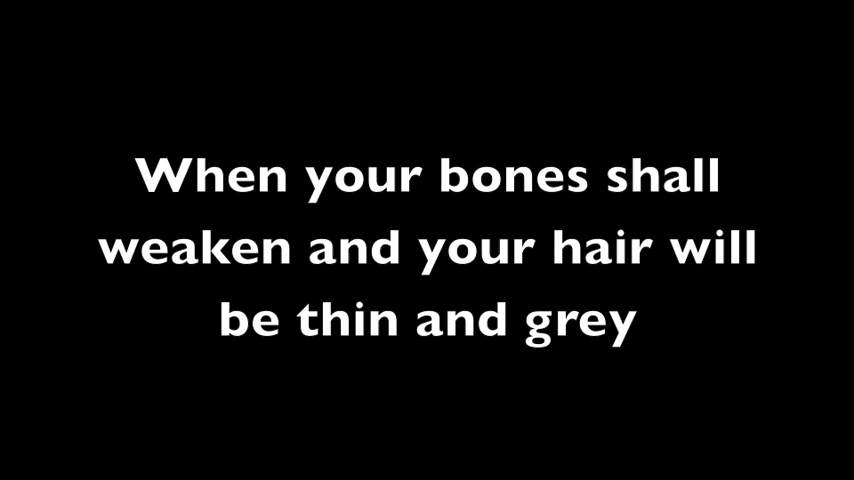 When your bones shall
weaken and your hair will
be thin and grey